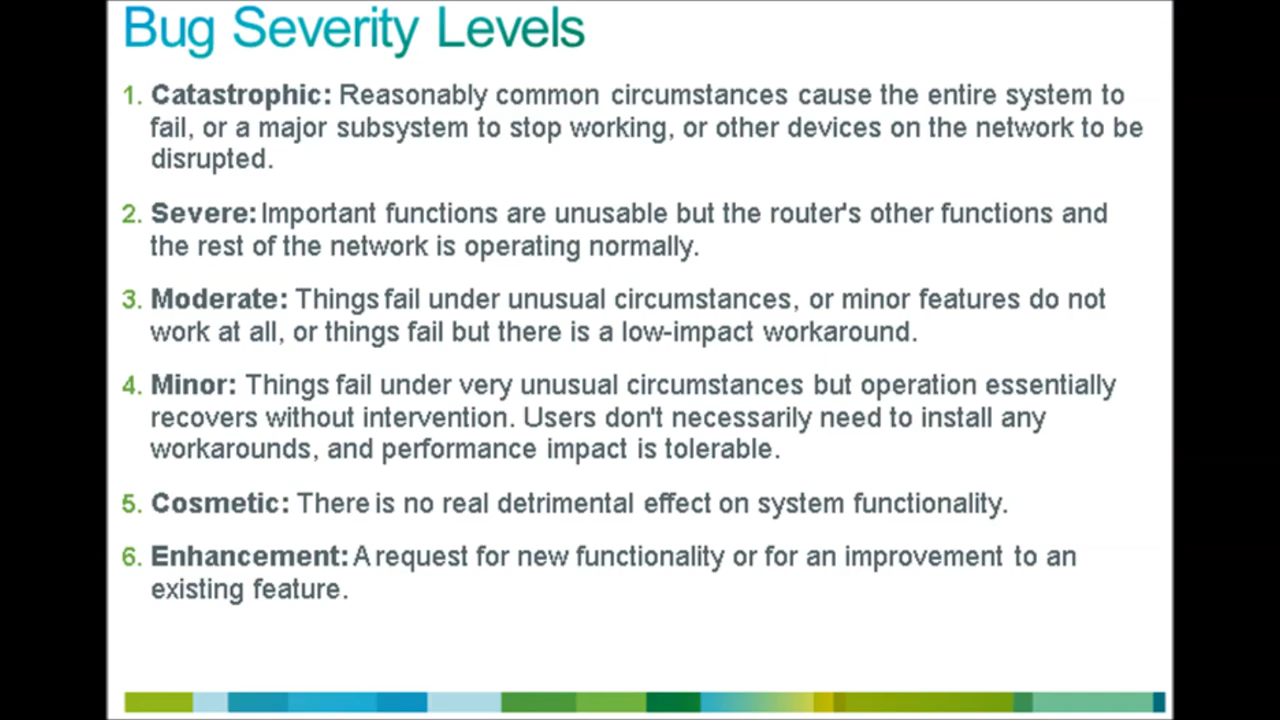 Bug Severity Levels
1. Catastrophic: Reasonably common circumstances cause the entire system to
fail, or a major subsystem to stop working, or other devices on the network to be
disrupted.
2. Severe: Important functions are unusable but the router's other functions and
the rest of the network is operating normally.
3. Moderate: Things fail under unusual circumstances, or minor features do not
work at all, or things fail but there is a low-impact workaround.
4. Minor: Things fail under very unusual circumstances but operation essentially
recovers without intervention. Users don't necessarily need to install any
workarounds, and performance impact is tolerable.
5. Cosmetic: There is no real detrimental effect on system functionality.
6. Enhancement: A request for new functionality or for an improvement to an
existing feature.